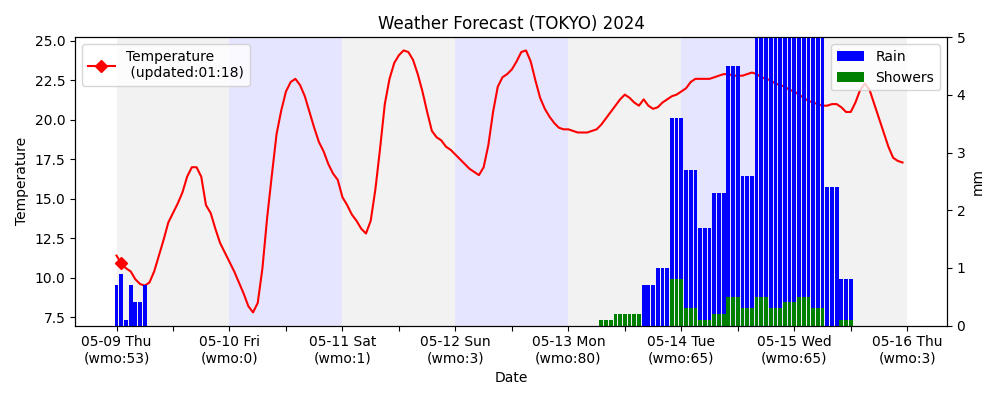 Weather Forecast (TOKYO) 2024
Temperature
(updated:01:18)
Rain
Showers
25.0
22.5
20.0
17.5
15.0
12.5
10.0
7.5
Temperature
5
4
3
2
1
0
mm
05-09 Thu
(wmo:53)
05-10 Fri
(wmo:0)
05-11 Sat
(wmo:1)
05-12 Sun
(wmo:3)
05-13 Mon
(wmo:80)
05-14 Tue
(wmo:65)
05-15 Wed
(wmo:65)
05-16 Thu
(wmo:3)
Date